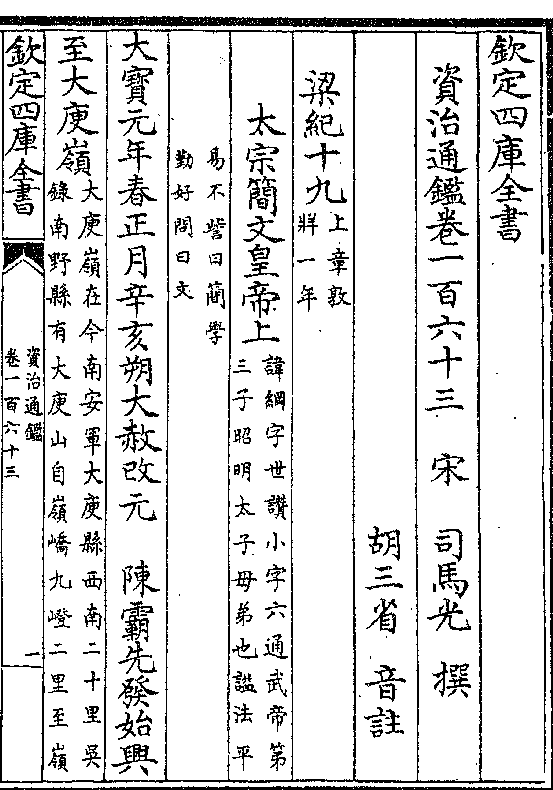 欽定四庫全書
資治通鑑卷一百六十三　宋　司馬光　撰
胡三省　音註
梁紀十九上章敦
牂一年
太宗簡文皇帝上諱綱字世讚小字六通武帝第
三子昭明太子母弟也諡法平
易不訾曰簡學
勤好問曰文
大寶元年春正月辛亥朔大赦改元　陳霸先發始興
至大庾嶺大庾嶺在今南安軍大庾縣西南二十里吳
錄南野縣有大庾山自嶺嶠九嶝二里至嶺
欽定四庫全書
資治通鑑
卷一百六十三
一